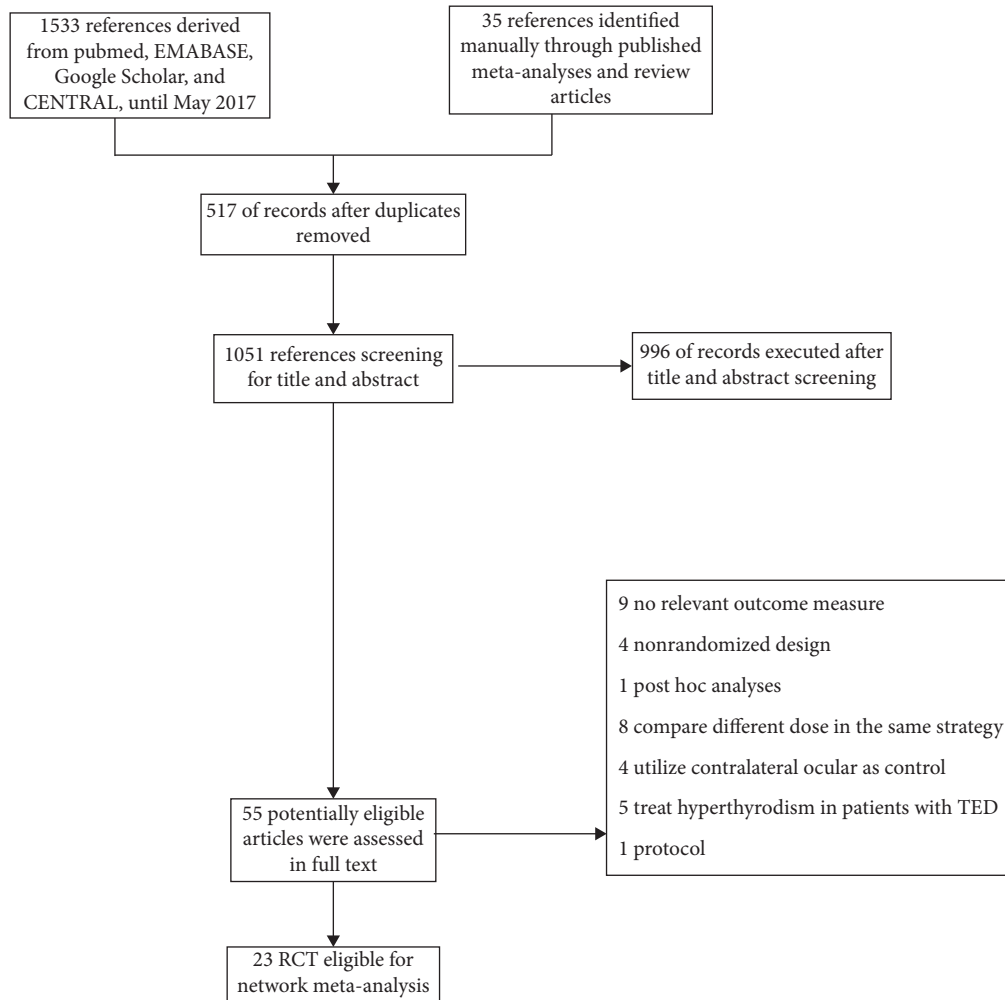 1533 references derived
from pubmed, EMABASE,
Google Scholar, and
CENTRAL, until May 2017
35 references identified
manually through published
meta-analyses and review
articles
517 of records after duplicates
removed
1051 references screening
for title and abstract
996 of records executed after
title and abstract screening
9 no relevant outcome measure
4 nonrandomized design
1 post hoc analyses
8 compare different dose in the same strategy
4 utilize contralateral ocular as control
5 treat hyperthyrodism in patients with TED
1 protocol
55 potentially eligible
articles were assessed
in full text
23 RCT eligible for
network meta-analysis